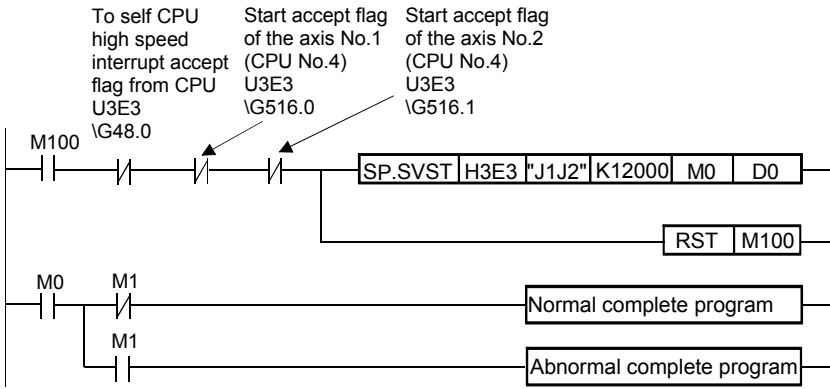 To self CPU
high speed
interrupt accept
flag from CPU
U3E3
\G48.0
Start accept flag
of the axis No.1
(CPU No.4)
U3E3
\G516.0
Start accept flag
of the axis No.2
(CPU No.4)
U3E3
\G516.1
M100
SP.SVST H3E3 "J1J2" K12000 M0 D0
RST M100
M0 M1
Normal complete program
M1
Abnormal complete program